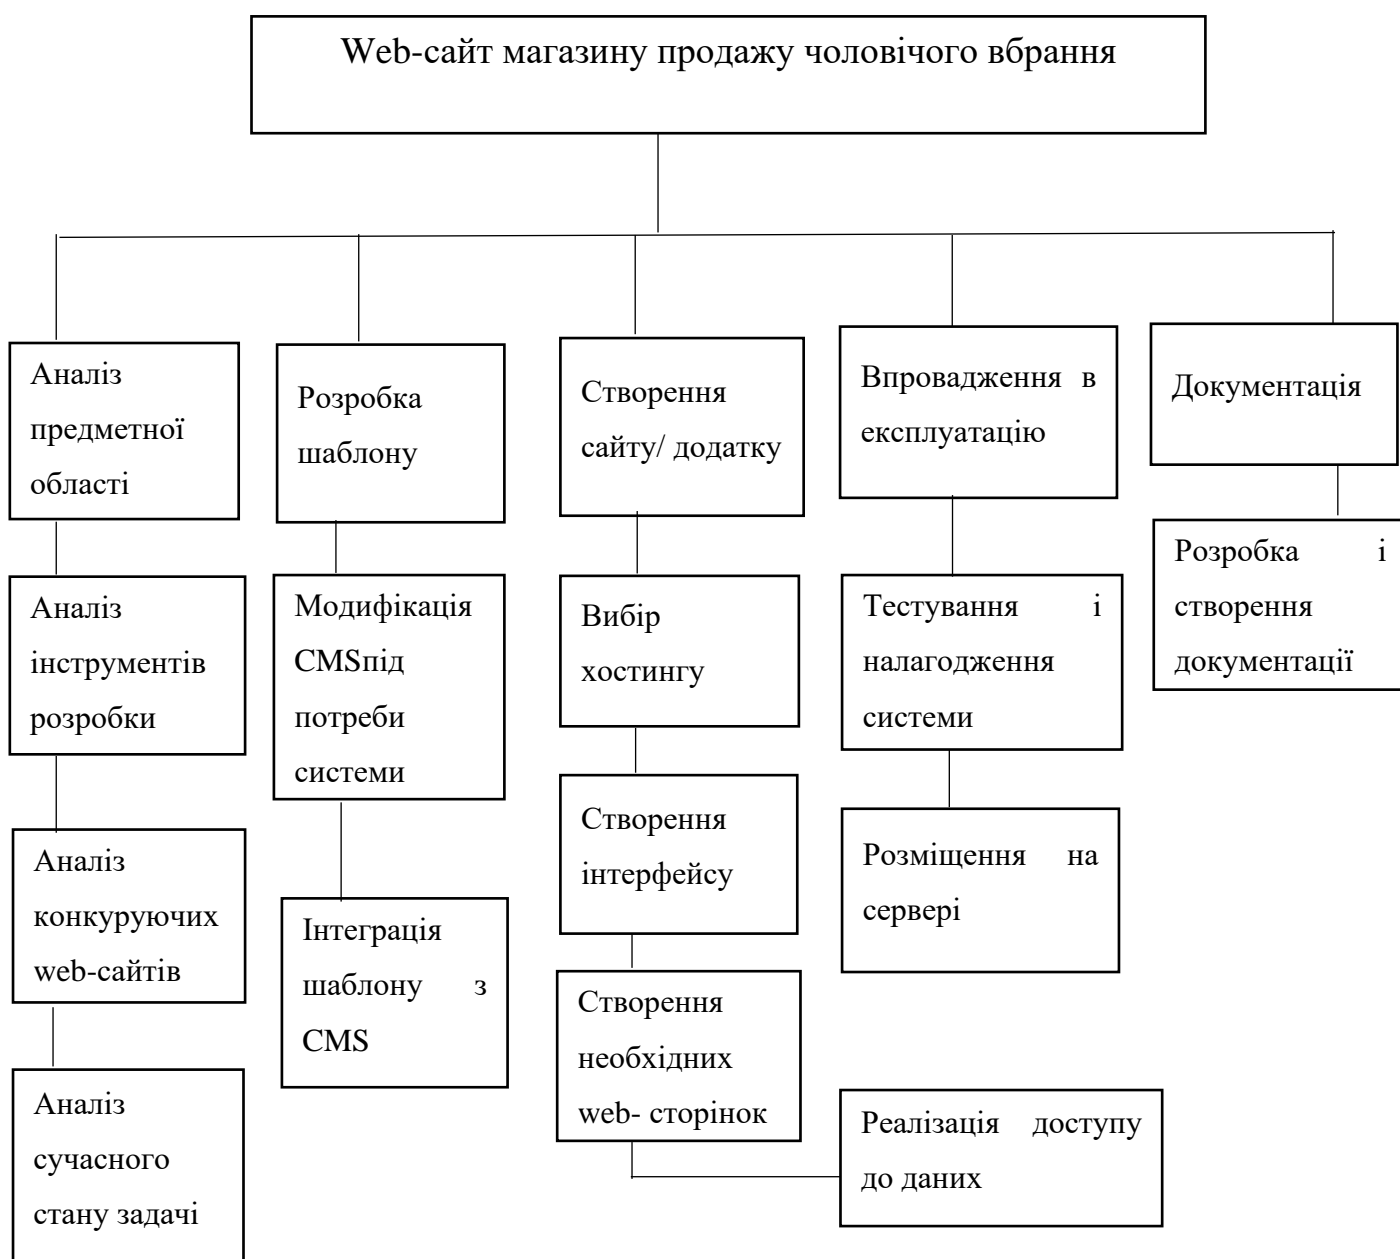 Web-сайт магазину продажу чоловічого вбрання
Аналіз
предметної
області
Розробка
шаблону
Створення
сайту/ додатку
Впровадження в
експлуатацію
Документація
Аналіз
інструментів
розробки
Модифікація
CMSпід
потреби
системи
Вибір
хостингу
Тестування і
налагодження
системи
Розробка і
створення
документації
Аналіз
конкуруючих
web-сайтів
Інтеграція
шаблону з
CMS
Створення
інтерфейсу
Розміщення на
сервері
Аналіз
сучасного
стану задачі
Створення
необхідних
web- сторінок
Реалізація доступу
до даних